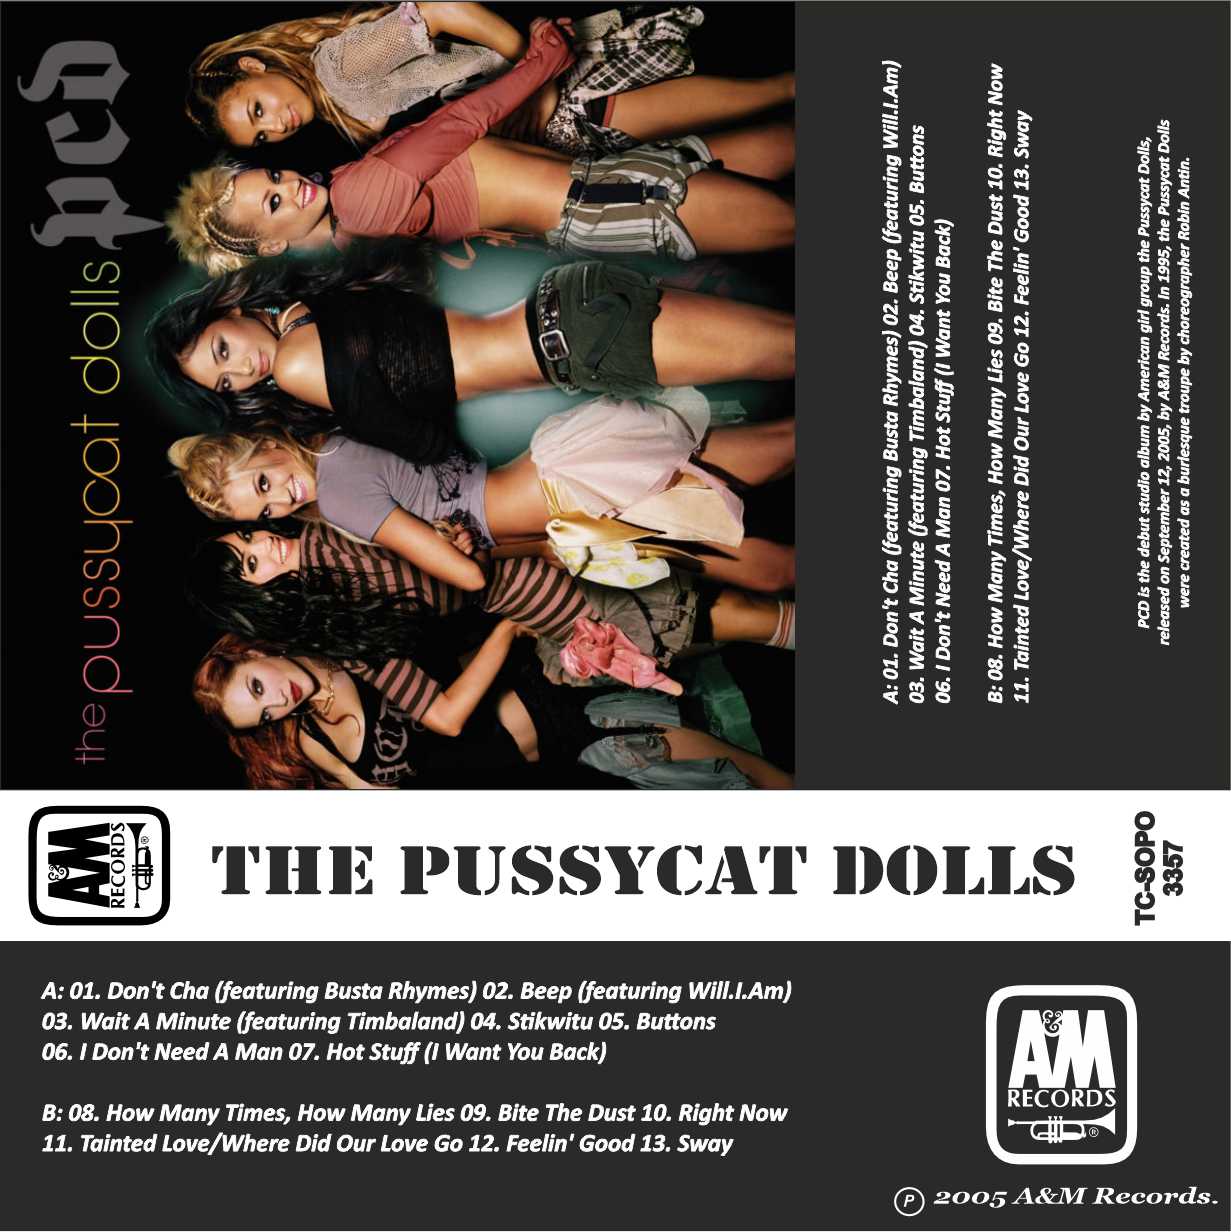 pcd
the pussycat dolls
A: 01. Don't Cha (featuring Busta Rhymes) 02. Beep (featuring Will.I.Am)
03. Wait A Minute (featuring Timbaland) 04. Stikwitu 05. Buttons
06. I Don't Need A Man 07. Hot Stuff (I Want You Back)
B: 08. How Many Times, How Many Lies 09. Bite The Dust 10. Right Now
11. Tainted Love/Where Did Our Love Go 12. Feelin' Good 13. Sway
PCD is the debut studio album by American girl group the Pussycat Dolls,
released on September 12, 2005, by A&M Records. In 1995, the Pussycat Dolls
were created as a burlesque troupe by choreographer Robin Antin.
A&M
RECORDS
®
THE PUSSYCAT DOLLS
TC-SOPO
3357
A: 01. Don't Cha (featuring Busta Rhymes) 02. Beep (featuring Will.I.Am)
03. Wait A Minute (featuring Timbaland) 04. Stikwitu 05. Buttons
06. I Don't Need A Man 07. Hot Stuff (I Want You Back)
B: 08. How Many Times, How Many Lies 09. Bite The Dust 10. Right Now
11. Tainted Love/Where Did Our Love Go 12. Feelin' Good 13. Sway
A&M
RECORDS
®
℗ 2005 A&M Records.